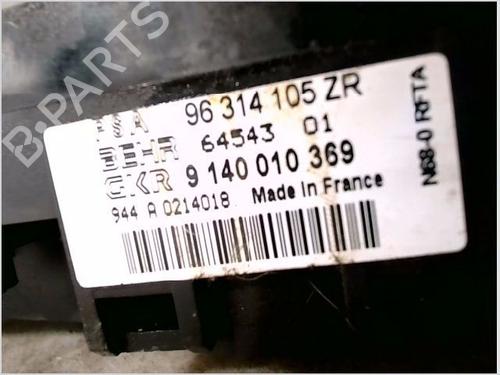 B-PARTS
PSA 96 314 105 ZR
BEHR 64543 01
GKR 9 140 010 369
944 A 0214018 Made In France
N68-0 RFTA